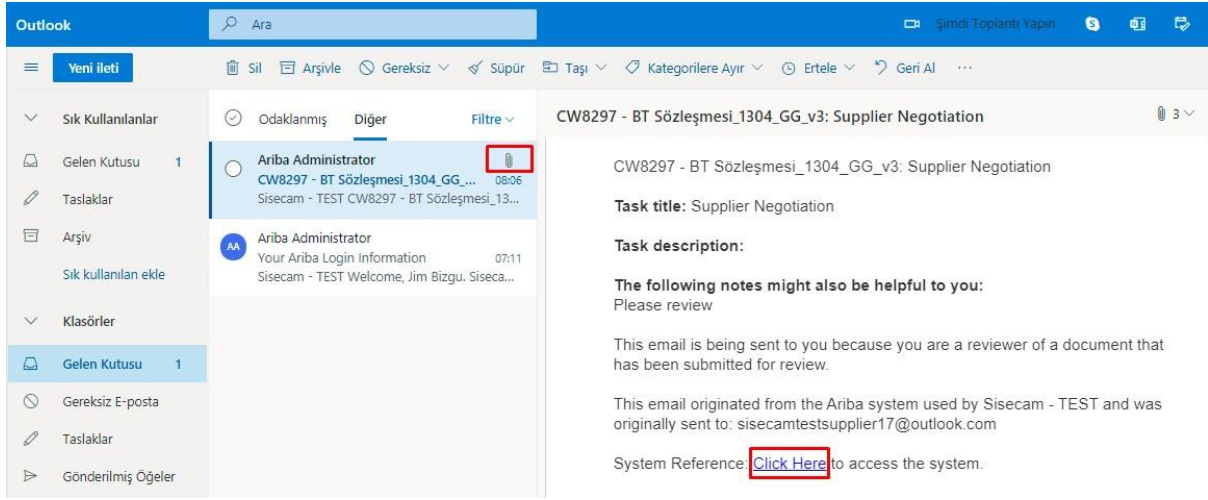 Outlook
Ara
Şimdi Toplantı Yapın
Yeni ileti
Sil
Arşivle
Gereksiz
Süpür
Taşı
Kategorilere Ayır
Ertele
Geri Al
...
Sık Kullanılanlar
Gelen Kutusu 1
Taslaklar
Arşiv
Sık kullanılan ekle
Klasörler
Gelen Kutusu 1
Gereksiz E-posta
Taslaklar
Gönderilmiş Öğeler
Odaklanmış
Diğer
Filtre
Ariba Administrator
CW8297 - BT Sözleşmesi_1304_GG_... 08:06
Sisecam - TEST CW8297 - BT Sözleşmesi_13...
AA
Ariba Administrator
Your Ariba Login Information 07:11
Sisecam - TEST Welcome, Jim Bizgu. Siseca...
CW8297 - BT Sözleşmesi_1304_GG_v3: Supplier Negotiation
3
CW8297 - BT Sözleşmesi_1304_GG_v3: Supplier Negotiation
Task title: Supplier Negotiation
Task description:
The following notes might also be helpful to you:
Please review
This email is being sent to you because you are a reviewer of a document that
has been submitted for review.
This email originated from the Ariba system used by Sisecam - TEST and was
originally sent to: sisecamtestsupplier17@outlook.com
System Reference: Click Here to access the system.